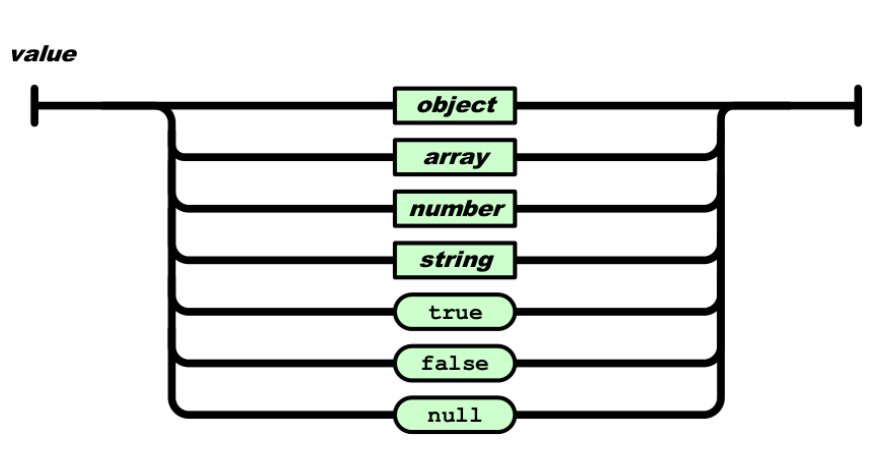 value
object
array
number
string
true
false
null